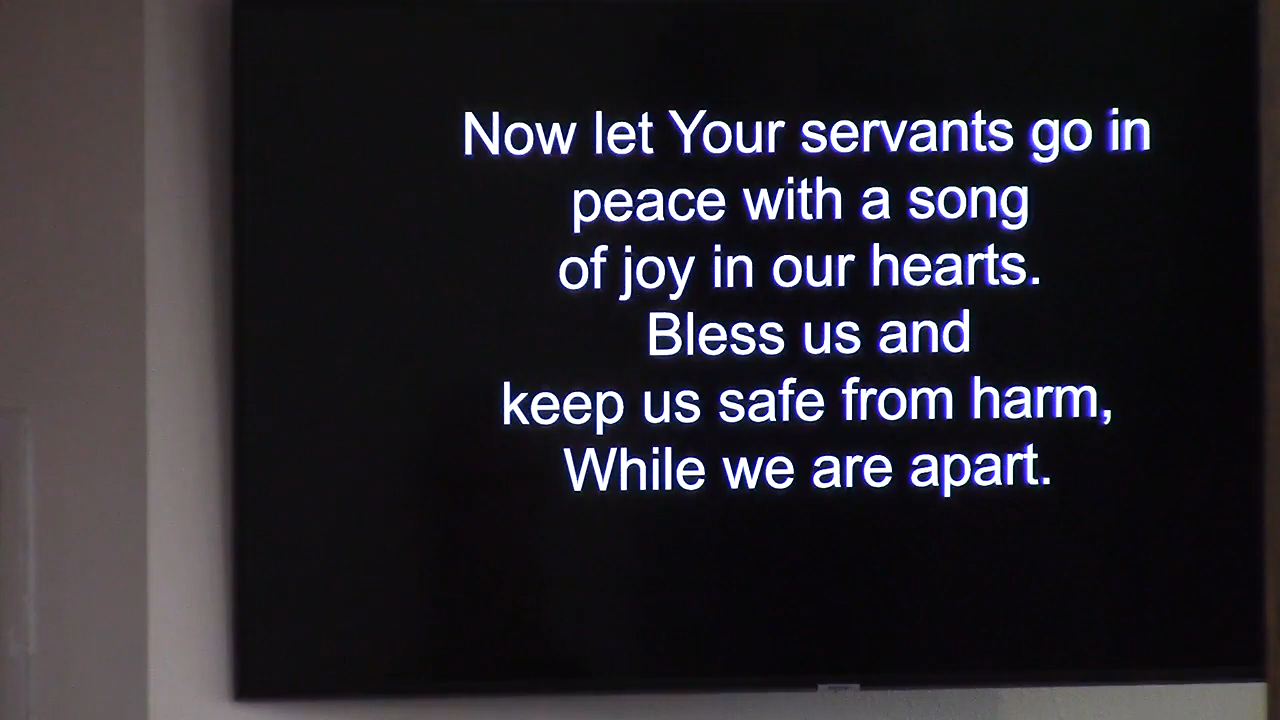 Now let Your servants go in
peace with a song
of joy in our hearts.
Bless us and
keep us safe from harm,
While we are apart.